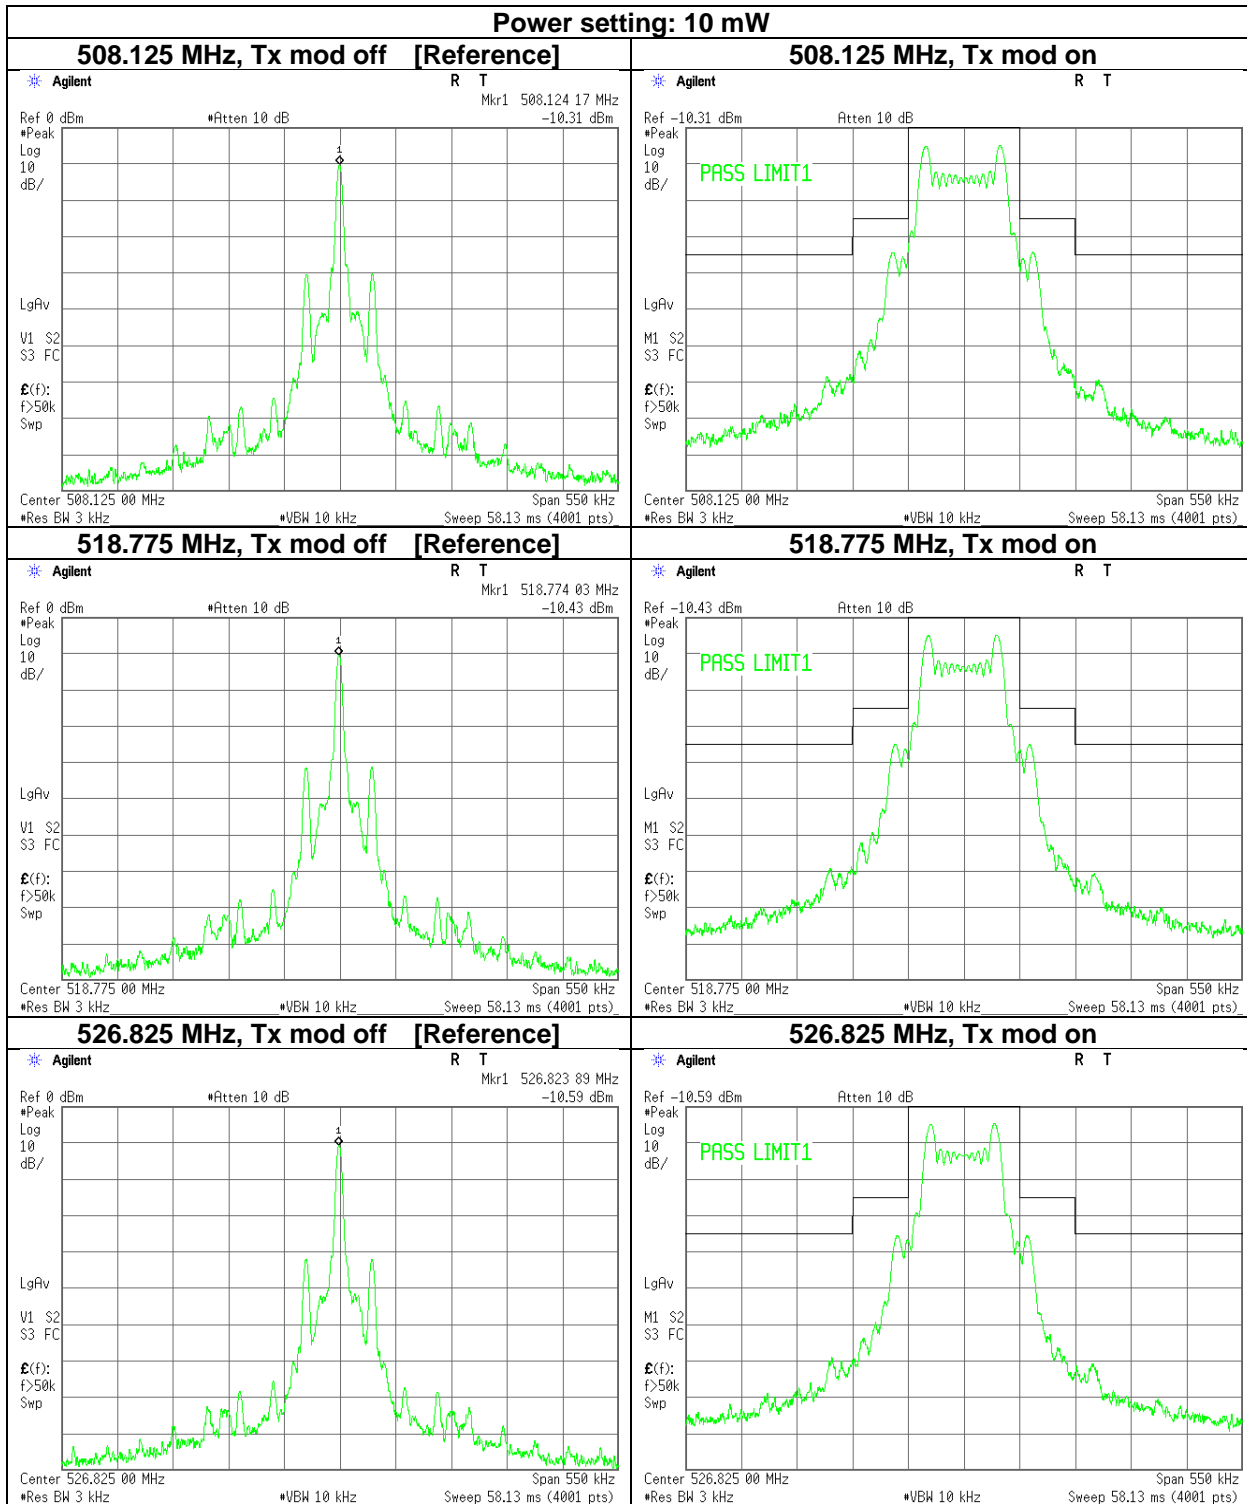 Power setting: 10 mW
508.125 MHz, Tx mod off [Reference]
508.125 MHz, Tx mod on
Agilent
R T
Mkr1 508.124 17 MHz
Ref 0 dBm
#Atten 10 dB
-10.31 dBm
#Peak
Log
10
dB/
1
LgAv
V1 S2
S3 FC
£(f):
f>50k
Swp
Center 508.125 00 MHz
Span 550 kHz
#Res BW 3 kHz
#VBW 10 kHz
Sweep 58.13 ms (4001 pts)
Agilent
R T
Ref -10.31 dBm
Atten 10 dB
#Peak
Log
10
dB/
PASS LIMIT1
LgAv
M1 S2
S3 FC
£(f):
f>50k
Swp
Center 508.125 00 MHz
Span 550 kHz
#Res BW 3 kHz
#VBW 10 kHz
Sweep 58.13 ms (4001 pts)
518.775 MHz, Tx mod off [Reference]
518.775 MHz, Tx mod on
Agilent
R T
Mkr1 518.774 03 MHz
Ref 0 dBm
#Atten 10 dB
-10.43 dBm
#Peak
Log
10
dB/
1
LgAv
V1 S2
S3 FC
£(f):
f>50k
Swp
Center 518.775 00 MHz
Span 550 kHz
#Res BW 3 kHz
#VBW 10 kHz
Sweep 58.13 ms (4001 pts)
Agilent
R T
Ref -10.43 dBm
Atten 10 dB
#Peak
Log
10
dB/
PASS LIMIT1
LgAv
M1 S2
S3 FC
£(f):
f>50k
Swp
Center 518.775 00 MHz
Span 550 kHz
#Res BW 3 kHz
#VBW 10 kHz
Sweep 58.13 ms (4001 pts)
526.825 MHz, Tx mod off [Reference]
526.825 MHz, Tx mod on
Agilent
R T
Mkr1 526.823 89 MHz
Ref 0 dBm
#Atten 10 dB
-10.59 dBm
#Peak
Log
10
dB/
1
LgAv
V1 S2
S3 FC
£(f):
f>50k
Swp
Center 526.825 00 MHz
Span 550 kHz
#Res BW 3 kHz
#VBW 10 kHz
Sweep 58.13 ms (4001 pts)
Agilent
R T
Ref -10.59 dBm
Atten 10 dB
#Peak
Log
10
dB/
PASS LIMIT1
LgAv
M1 S2
S3 FC
£(f):
f>50k
Swp
Center 526.825 00 MHz
Span 550 kHz
#Res BW 3 kHz
#VBW 10 kHz
Sweep 58.13 ms (4001 pts)